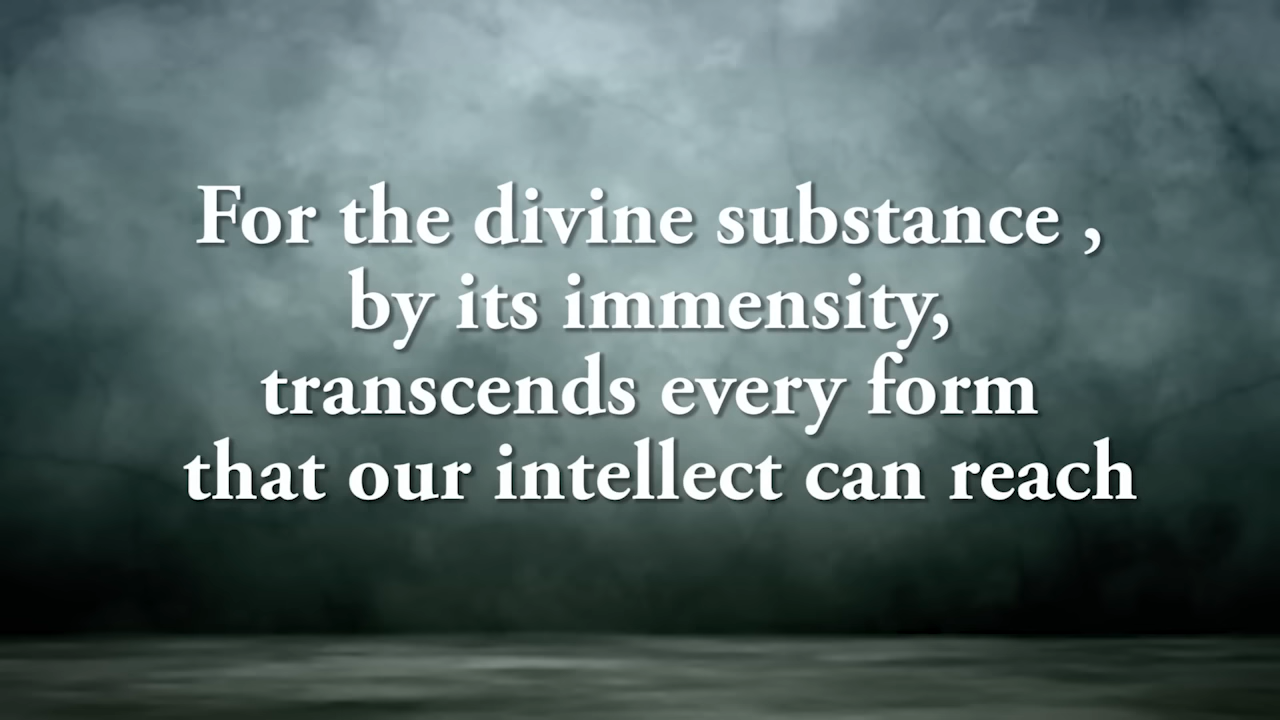 For the divine substance ,
by its immensity,
transcends every form
that our intellect can reach